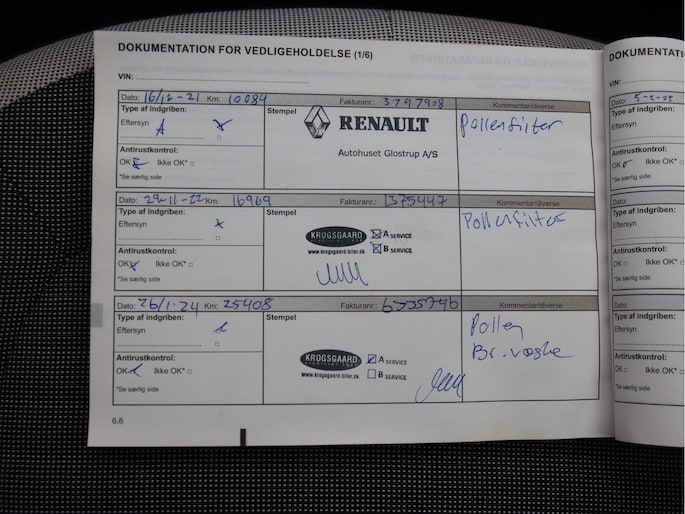 DOKUMENTATION FOR VEDLIGEHOLDELSE (1/6)
VIN:
Dato: 16/12-21 Km: 10084 Fakturanr.: 3797908 Kommentar/diverse
Type af indgriben: Stempel
Eftersyn A
RENAULT
Pollenfilter
Autohuset Glostrup A/S
Antirustkontrol:
OK Ikke OK*
*Se særlig side
Dato: 29-11-22 Km: 16969 Fakturanr.: 1375447 Kommentar/diverse
Type af indgriben: Stempel
Eftersyn
Pollenfilter
KROGSGAARD A SERVICE
www.krogsgaard-biler.dk B SERVICE
Antirustkontrol:
OK Ikke OK*
*Se særlig side
Dato: 26/1-24 Km: 25408 Fakturanr.: Kommentar/diverse
Type af indgriben: Stempel
Eftersyn
Pollen
Br.væske
KROGSGAARD A SERVICE
www.krogsgaard-biler.dk B SERVICE
Antirustkontrol:
OK Ikke OK*
*Se særlig side
6.8
DOKUMENTATI
VIN:
Dato:
Type af indgriben:
Eftersyn
Antirustkontrol:
OK Ikke OK*
*Se særlig side
Dato:
Type af indgriben:
Eftersyn
Antirustkontrol:
OK Ikke OK*
*Se særlig side
Dato:
Type af indgriben:
Eftersyn
Antirustkontrol:
OK Ikke OK*
*Se særlig side